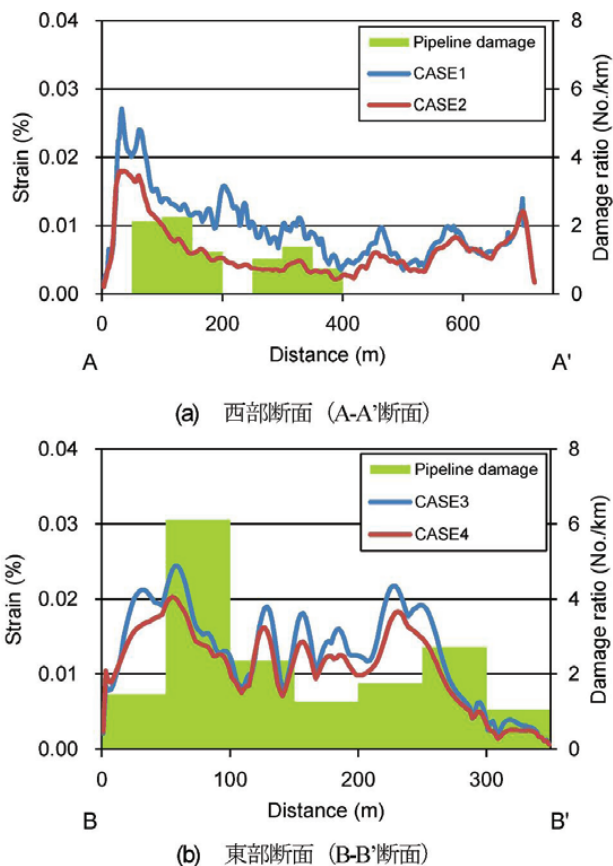 0.04
0.03
0.02
0.01
0.00
Strain (%)
Pipeline damage
CASE1
CASE2
8
6
4
2
0
Damage ratio (No./km)
0 200 400 600
Distance (m)
A A'
(a) 西部断面 (A-A'断面)
0.04
0.03
0.02
0.01
0.00
Strain (%)
Pipeline damage
CASE3
CASE4
8
6
4
2
0
Damage ratio (No./km)
0 100 200 300
Distance (m)
B B'
(b) 東部断面 (B-B'断面)